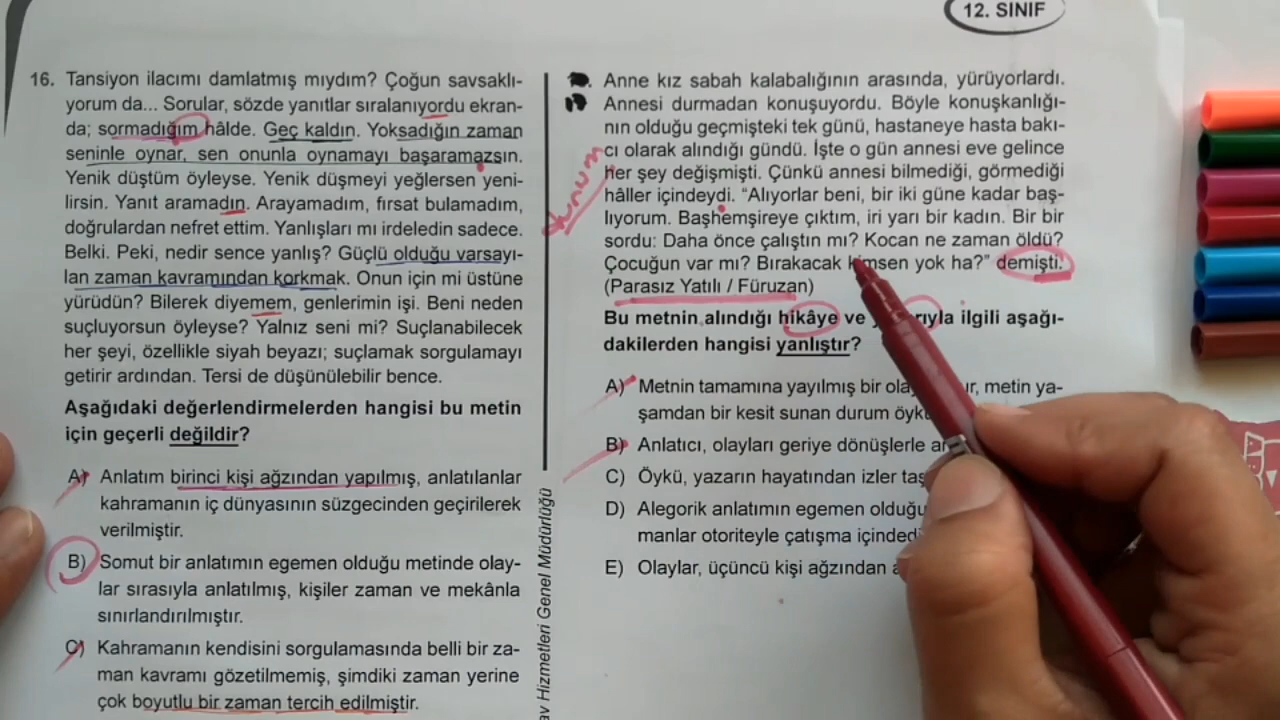 12. SINIF
16. Tansiyon ilacımı damlatmış mıydım? Çoğun savsaklı-
yorum da... Sorular, sözde yanıtlar sıralanıyordu ekran-
da; sormadığım hâlde. Geç kaldın. Yoksadığın zaman
seninle oynar, sen onunla oynamayı başaramazsın.
Yenik düştüm öyleyse. Yenik düşmeyi yeğlersen yeni-
lirsin. Yanıt aramadın. Arayamadım, fırsat bulamadım,
doğrulardan nefret ettim. Yanlışları mı irdeledin sadece.
Belki. Peki, nedir sence yanlış? Güçlü olduğu varsayı-
lan zaman kavramından korkmak. Onun için mi üstüne
yürüdün? Bilerek diyemem, genlerimin işi. Beni neden
suçluyorsun öyleyse? Yalnız seni mi? Suçlanabilecek
her şeyi, özellikle siyah beyazı; suçlamak sorgulamayı
getirir ardından. Tersi de düşünülebilir bence.
Aşağıdaki değerlendirmelerden hangisi bu metin
için geçerli değildir?
A) Anlatım birinci kişi ağzından yapılmış, anlatılanlar
kahramanın iç dünyasının süzgecinden geçirilerek
verilmiştir.
B) Somut bir anlatımın egemen olduğu metinde olay-
lar sırasıyla anlatılmış, kişiler zaman ve mekânla
sınırlandırılmıştır.
C) Kahramanın kendisini sorgulamasında belli bir za-
man kavramı gözetilmemiş, şimdiki zaman yerine
çok boyutlu bir zaman tercih edilmiştir.
av Hizmetleri Genel Müdürlüğü
Anne kız sabah kalabalığının arasında, yürüyorlardı.
Annesi durmadan konuşuyordu. Böyle konuşkanlığı-
nın olduğu geçmişteki tek günü, hastaneye hasta bakı-
cı olarak alındığı gündü. İşte o gün annesi eve gelince
her şey değişmişti. Çünkü annesi bilmediği, görmediği
hâller içindeydi. “Alıyorlar beni, bir iki güne kadar baş-
lıyorum. Başhemşireye çıktım, iri yarı bir kadın. Bir bir
sordu: Daha önce çalıştın mı? Kocan ne zaman öldü?
Çocuğun var mı? Bırakacak kimsen yok ha?” demişti.
(Parasız Yatılı / Füruzan)
durum
Bu metnin alındığı hikâye ve ilgili aşağı-
dakilerden hangisi yanlıştır?
A) Metnin tamamına yayılmış bir metin ya-
şamdan bir kesit sunan durum
B) Anlatıcı, olayları geriye dönüşlerle
C) Öykü, yazarın hayatından izler
D) Alegorik anlatımın egemen
manlar otoriteyle çatışma
E) Olaylar, üçüncü kişi ağzından